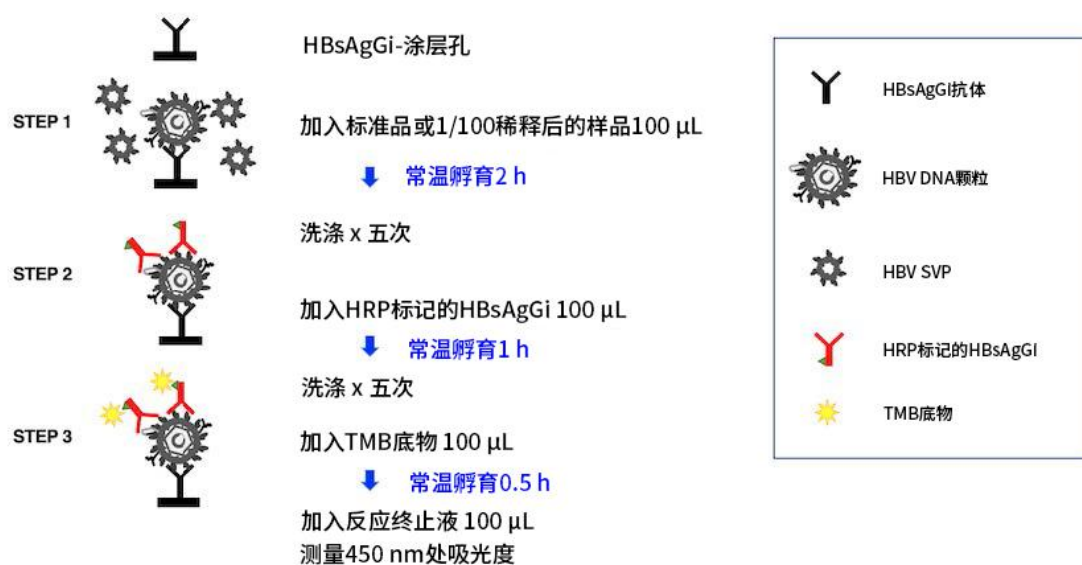 HBsAgGi-涂层孔
STEP 1
加入标准品或1/100稀释后的样品100 μL
常温孵育2 h
洗涤 x 五次
STEP 2
加入HRP标记的HBsAgGi 100 μL
常温孵育1 h
洗涤 x 五次
STEP 3
加入TMB底物 100 μL
常温孵育0.5 h
加入反应终止液 100 μL
测量450 nm处吸光度
HBsAgGi抗体
HBV DNA颗粒
HBV SVP
HRP标记的HBsAgGi
TMB底物